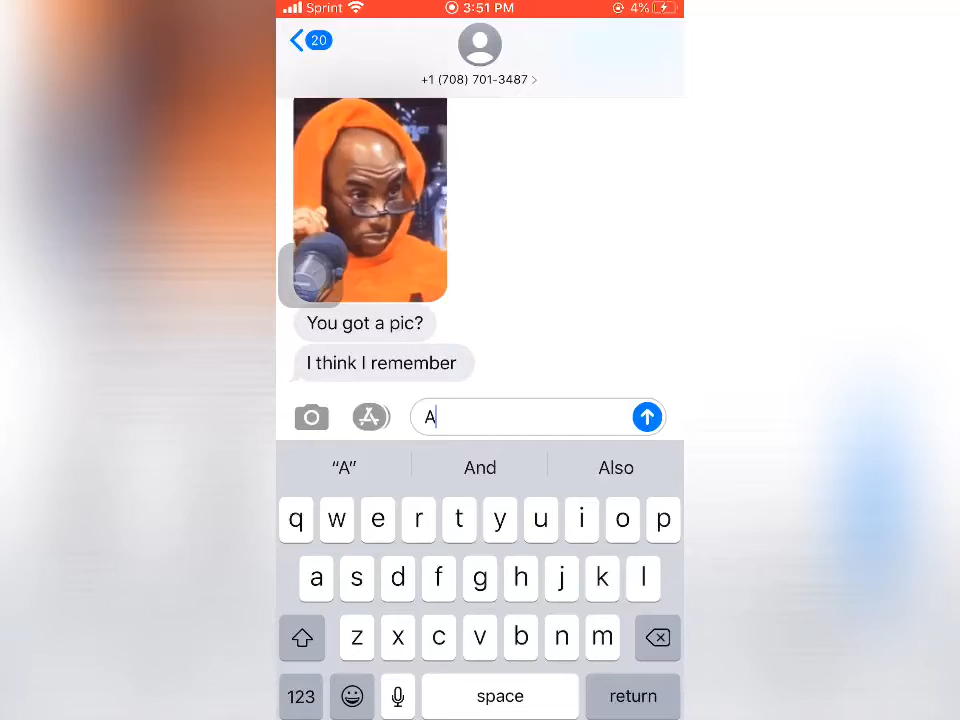 Sprint 3:51 PM 4%
20
+1 (708) 701-3487
You got a pic?
I think I remember
A
“A” And Also
q w e r t y u i o p
a s d f g h j k l
z x c v b n m
123 space return